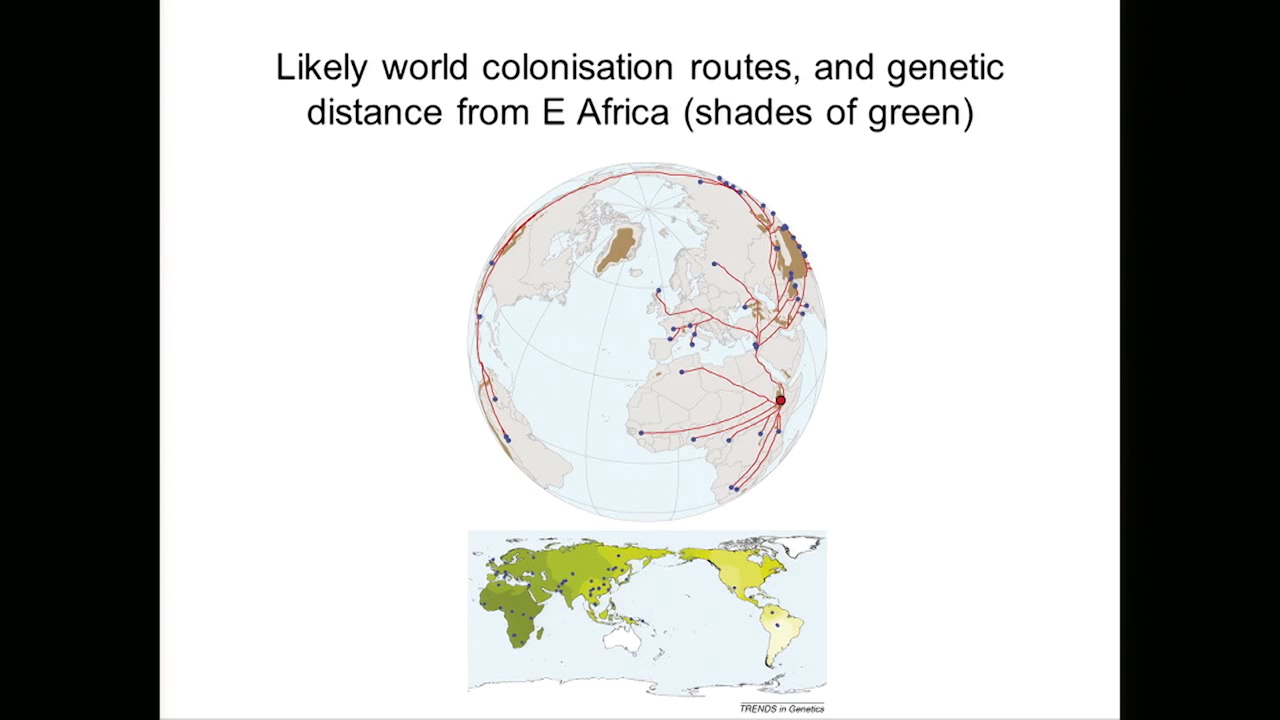 Likely world colonisation routes, and genetic
distance from E Africa (shades of green)
TRENDS in Genetics